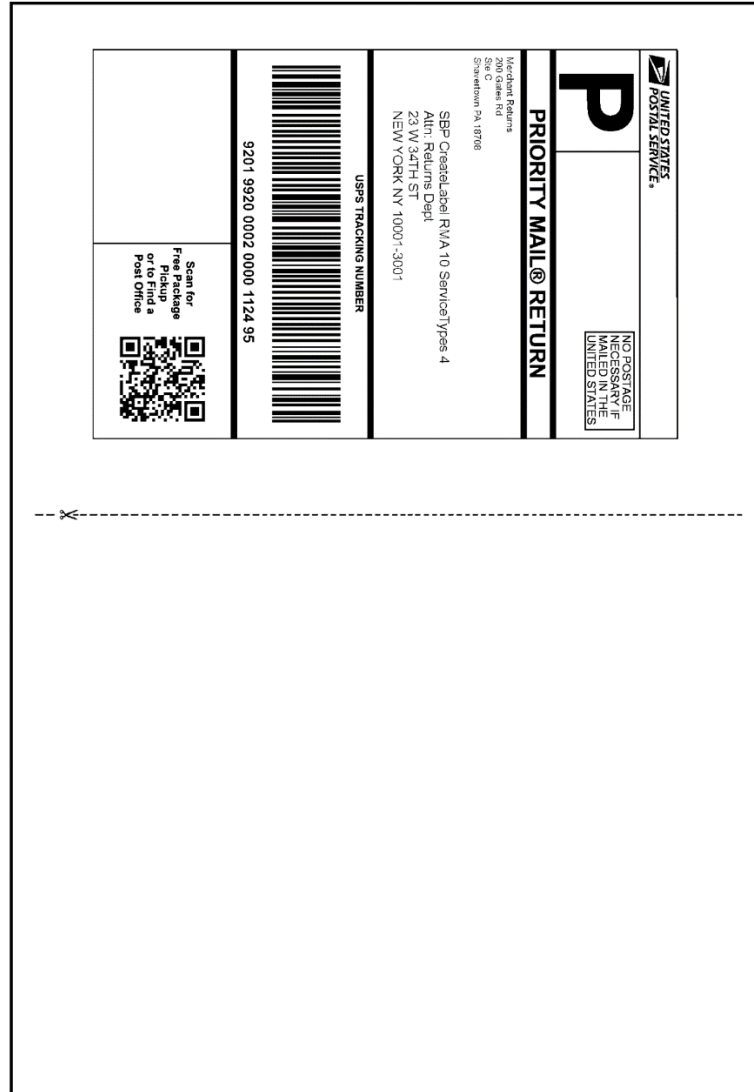 UNITED STATES
POSTAL SERVICE®
P
NO POSTAGE
NECESSARY IF
MAILED IN THE
UNITED STATES
PRIORITY MAIL® RETURN
Merchant Returns
200 Gates Rd
Ste C
Shavertown PA 18708
SBP CreateLabel RMA 10 ServiceTypes 4
Attn: Returns Dept
23 W 34TH ST
NEW YORK NY 10001-3001
USPS TRACKING NUMBER
9201 9920 0002 0000 1124 95
Scan for
Free Package
Pickup
or to Find a
Post Office